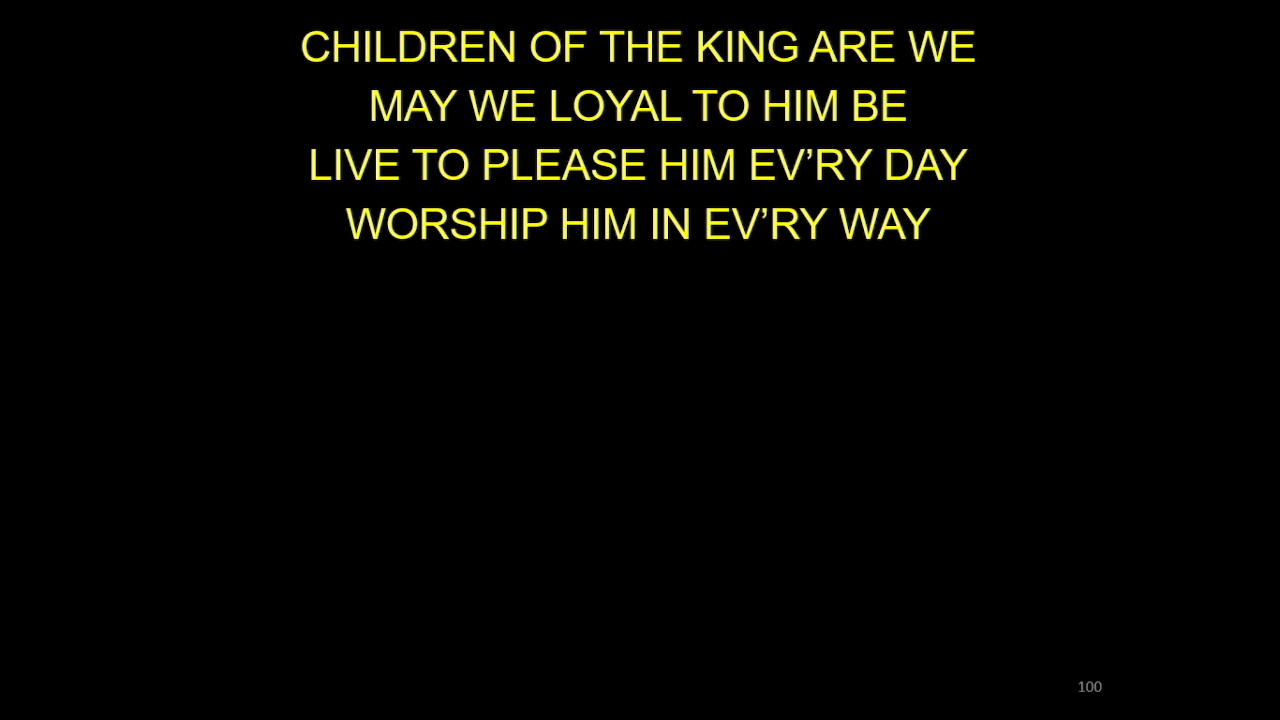 CHILDREN OF THE KING ARE WE
MAY WE LOYAL TO HIM BE
LIVE TO PLEASE HIM EV’RY DAY
WORSHIP HIM IN EV’RY WAY
100